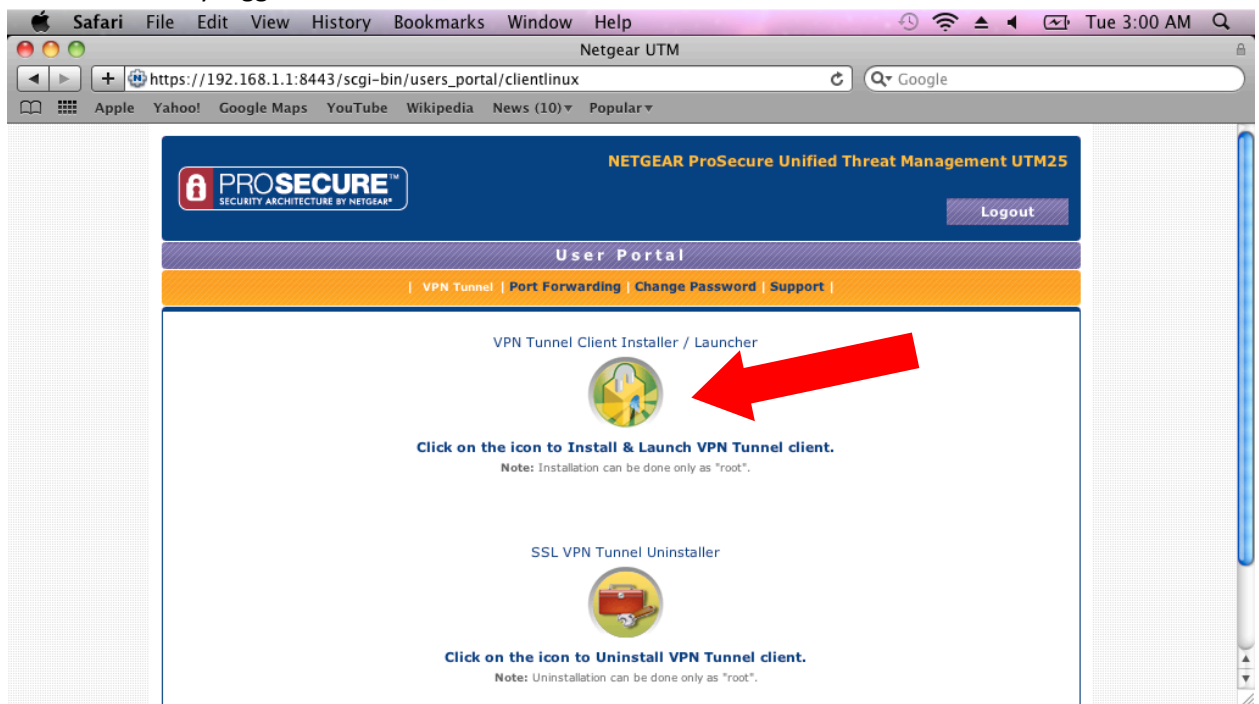 Safari File Edit View History Bookmarks Window Help Tue 3:00 AM
Netgear UTM
https://192.168.1.1:8443/scgi-bin/users_portal/clientlinux Google
Apple Yahoo! Google Maps YouTube Wikipedia News (10) Popular
NETGEAR ProSecure Unified Threat Management UTM25
PROSECURE™
SECURITY ARCHITECTURE BY NETGEAR®
Logout
User Portal
| VPN Tunnel | Port Forwarding | Change Password | Support |
VPN Tunnel Client Installer / Launcher
Click on the icon to Install & Launch VPN Tunnel client.
Note: Installation can be done only as "root".
SSL VPN Tunnel Uninstaller
Click on the icon to Uninstall VPN Tunnel client.
Note: Uninstallation can be done only as "root".